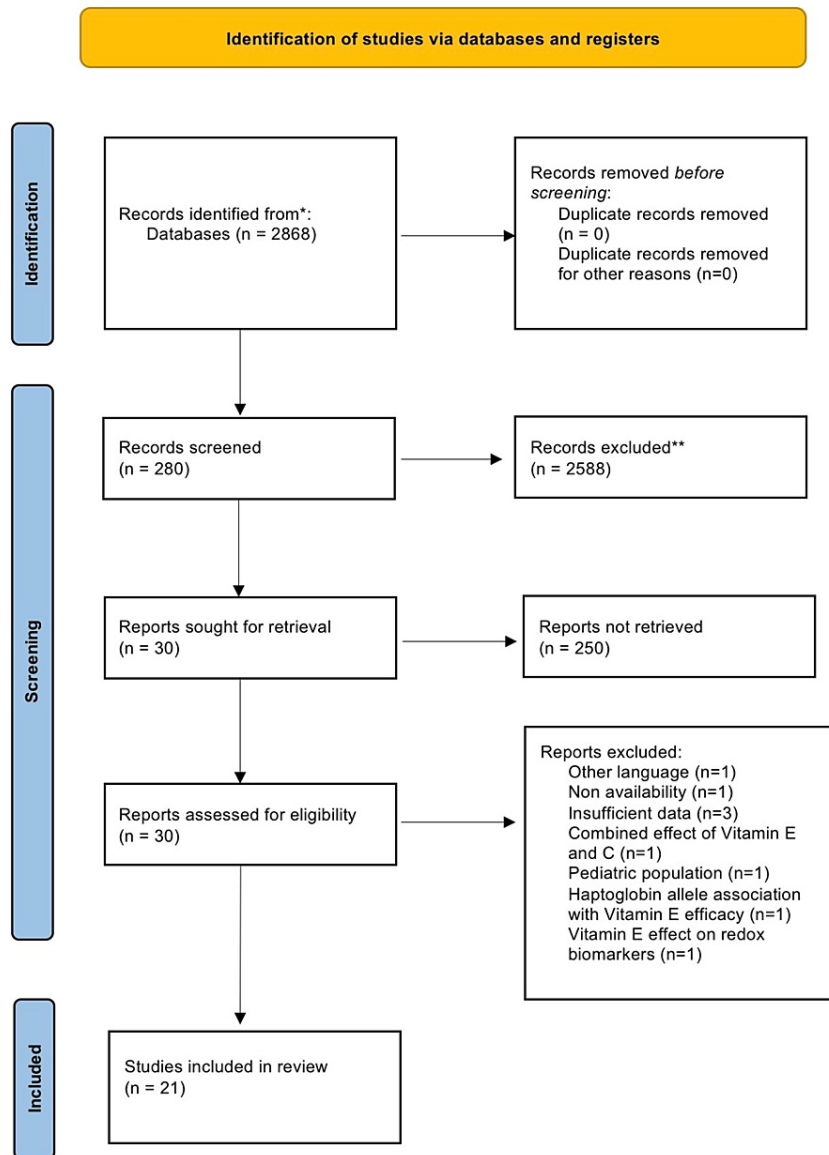 Identification of studies via databases and registers
Identification
Records identified from*:
Databases (n = 2868)
Records removed before
screening:
Duplicate records removed
(n = 0)
Duplicate records removed
for other reasons (n=0)
Screening
Records screened
(n = 280)
Records excluded**
(n = 2588)
Reports sought for retrieval
(n = 30)
Reports not retrieved
(n = 250)
Reports assessed for eligibility
(n = 30)
Reports excluded:
Other language (n=1)
Non availability (n=1)
Insufficient data (n=3)
Combined effect of Vitamin E
and C (n=1)
Pediatric population (n=1)
Haptoglobin allele association
with Vitamin E efficacy (n=1)
Vitamin E effect on redox
biomarkers (n=1)
Included
Studies included in review
(n = 21)